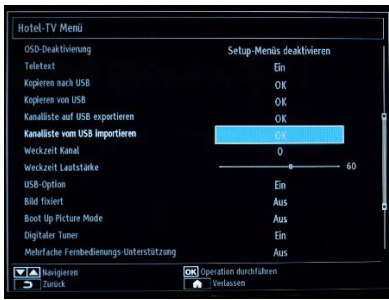 Hotel-TV Menü
OSD-Deaktivierung Setup-Menüs deaktivieren
Teletext Ein
Kopieren nach USB OK
Kopieren von USB OK
Kanalliste auf USB exportieren OK
Kanalliste vom USB importieren OK
Weckzeit Kanal 0
Weckzeit Lautstärke 60
USB-Option Ein
Bild fixiert Aus
Boot Up Picture Mode Aus
Digitaler Tuner Ein
Mehrfache Fernbedienungs-Unterstützung Aus
Navigieren OK Operation durchführen
Zurück Verlassen